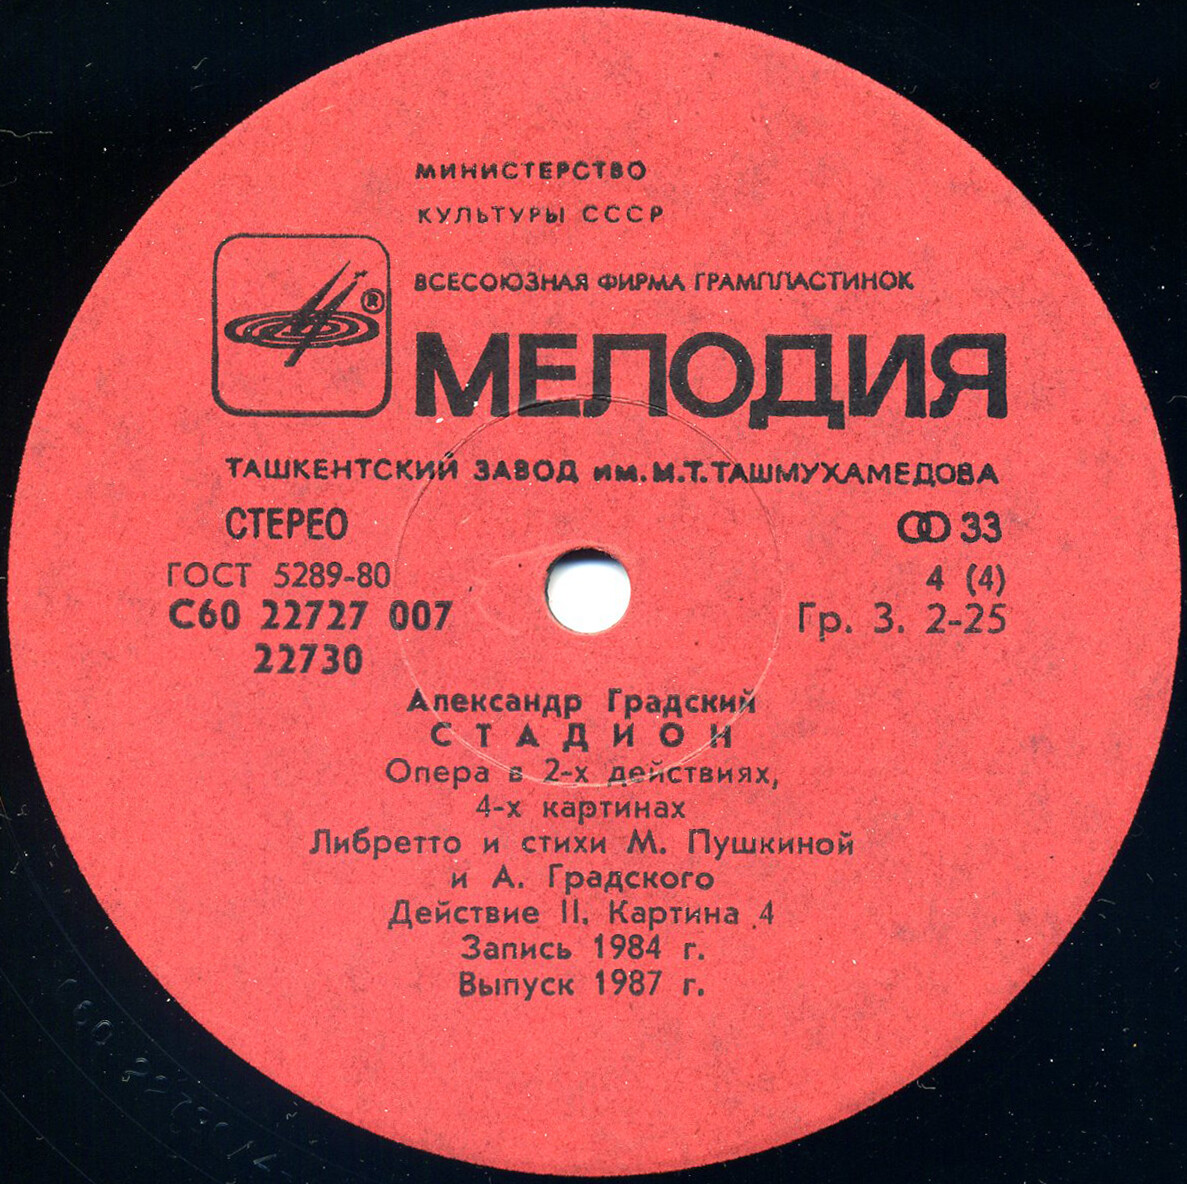 МИНИСТЕРСТВО
КУЛЬТУРЫ СССР
ВСЕСОЮЗНАЯ ФИРМА ГРАМПЛАСТИНОК
®
МЕЛОДИЯ
ТАШКЕНТСКИЙ ЗАВОД им. М.Т. ТАШМУХАМЕДОВА
СТЕРЕО 33
ГОСТ 5289-80 4 (4)
С60 22727 007 Гр. 3. 2-25
22730
Александр Градский
СТАДИОН
Опера в 2-х действиях,
4-х картинах
Либретто и стихи М. Пушкиной
и А. Градского
Действие II. Картина 4
Запись 1984 г.
Выпуск 1987 г.